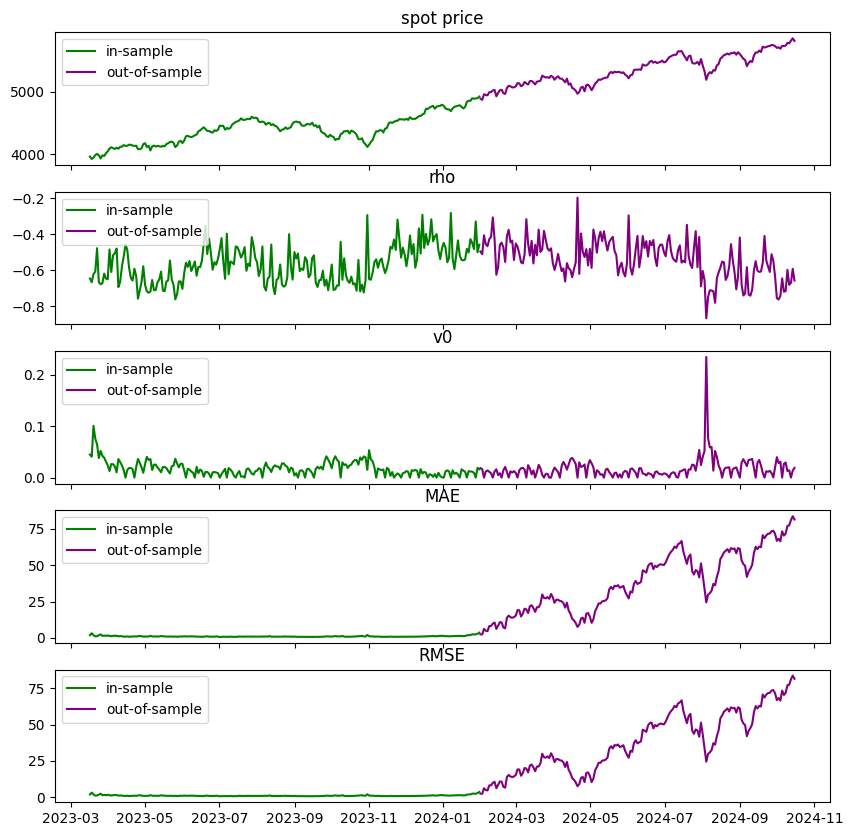 spot price
in-sample
out-of-sample
5000
4000
rho
in-sample
out-of-sample
−0.2
−0.4
−0.6
−0.8
v0
in-sample
out-of-sample
0.2
0.1
0.0
MAE
in-sample
out-of-sample
75
50
25
0
RMSE
in-sample
out-of-sample
75
50
25
0
2023-03 2023-05 2023-07 2023-09 2023-11 2024-01 2024-03 2024-05 2024-07 2024-09 2024-11